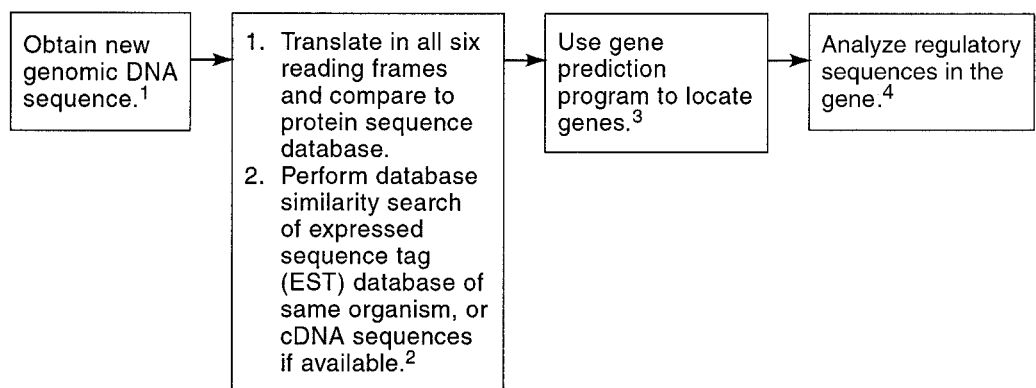 Obtain new
genomic DNA
sequence.1
1. Translate in all six
reading frames
and compare to
protein sequence
database.
2. Perform database
similarity search
of expressed
sequence tag
(EST) database of
same organism, or
cDNA sequences
if available.2
Use gene
prediction
program to locate
genes.3
Analyze regulatory
sequences in the
gene.4